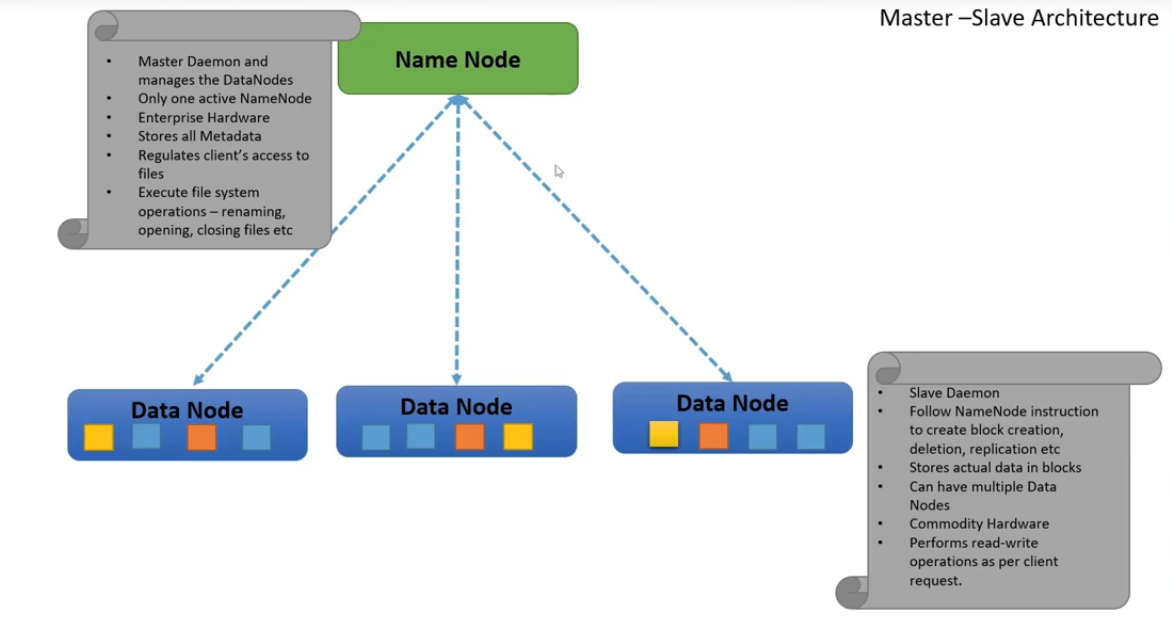 Master –Slave Architecture
Name Node
• Master Daemon and
manages the DataNodes
• Only one active NameNode
• Enterprise Hardware
• Stores all Metadata
• Regulates client's access to
files
• Execute file system
operations – renaming,
opening, closing files etc
Data Node
Data Node
Data Node
• Slave Daemon
• Follow NameNode instruction
to create block creation,
deletion, replication etc
• Stores actual data in blocks
• Can have multiple Data
Nodes
• Commodity Hardware
• Performs read-write
operations as per client
request.